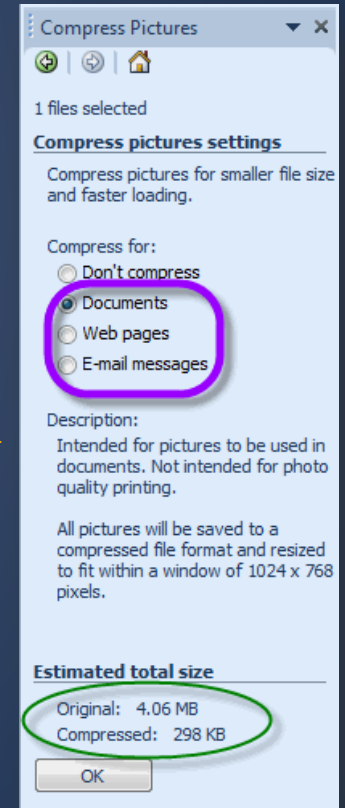 Compress Pictures
1 files selected
Compress pictures settings
Compress pictures for smaller file size
and faster loading.
Compress for:
Don't compress
Documents
Web pages
E-mail messages
Description:
Intended for pictures to be used in
documents. Not intended for photo
quality printing.
All pictures will be saved to a
compressed file format and resized
to fit within a window of 1024 x 768
pixels.
Estimated total size
Original: 4.06 MB
Compressed: 298 KB
OK